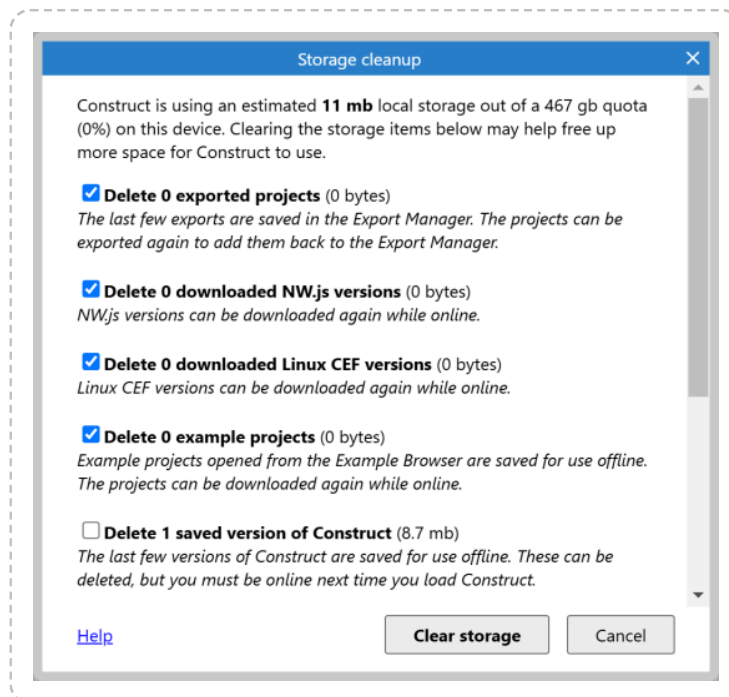 Storage cleanup
Construct is using an estimated 11 mb local storage out of a 467 gb quota
(0%) on this device. Clearing the storage items below may help free up
more space for Construct to use.
Delete 0 exported projects (0 bytes)
The last few exports are saved in the Export Manager. The projects can be
exported again to add them back to the Export Manager.
Delete 0 downloaded NW.js versions (0 bytes)
NW.js versions can be downloaded again while online.
Delete 0 downloaded Linux CEF versions (0 bytes)
Linux CEF versions can be downloaded again while online.
Delete 0 example projects (0 bytes)
Example projects opened from the Example Browser are saved for use offline.
The projects can be downloaded again while online.
Delete 1 saved version of Construct (8.7 mb)
The last few versions of Construct are saved for use offline. These can be
deleted, but you must be online next time you load Construct.
Help
Clear storage
Cancel